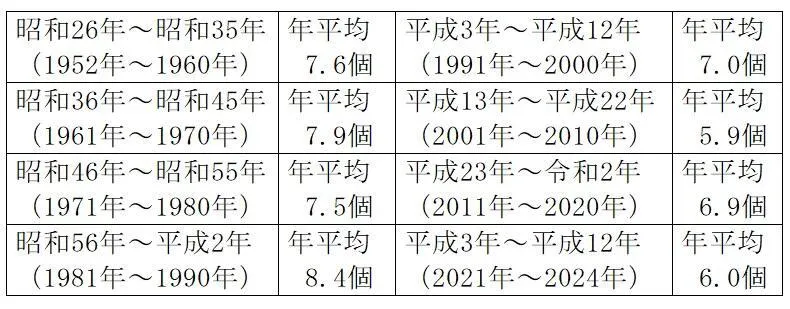 昭和26年～昭和35年 年平均 平成3年～平成12年 年平均
（1952年～1960年） 7.6個 （1991年～2000年） 7.0個
昭和36年～昭和45年 年平均 平成13年～平成22年 年平均
（1961年～1970年） 7.9個 （2001年～2010年） 5.9個
昭和46年～昭和55年 年平均 平成23年～令和2年 年平均
（1971年～1980年） 7.5個 （2011年～2020年） 6.9個
昭和56年～平成2年 年平均 平成3年～平成12年 年平均
（1981年～1990年） 8.4個 （2021年～2024年） 6.0個